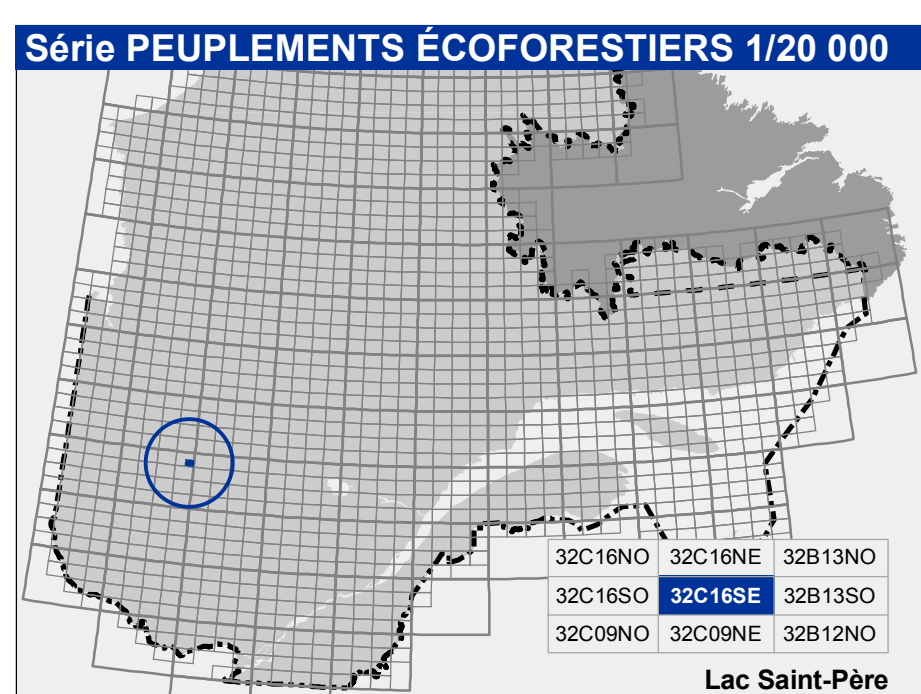 Série PEUPLEMENTS ÉCOFORESTIERS 1/20 000
32C16NO 32C16NE 32B13NO
32C16SO 32C16SE 32B13SO
32C09NO 32C09NE 32B12NO
Lac Saint-Père